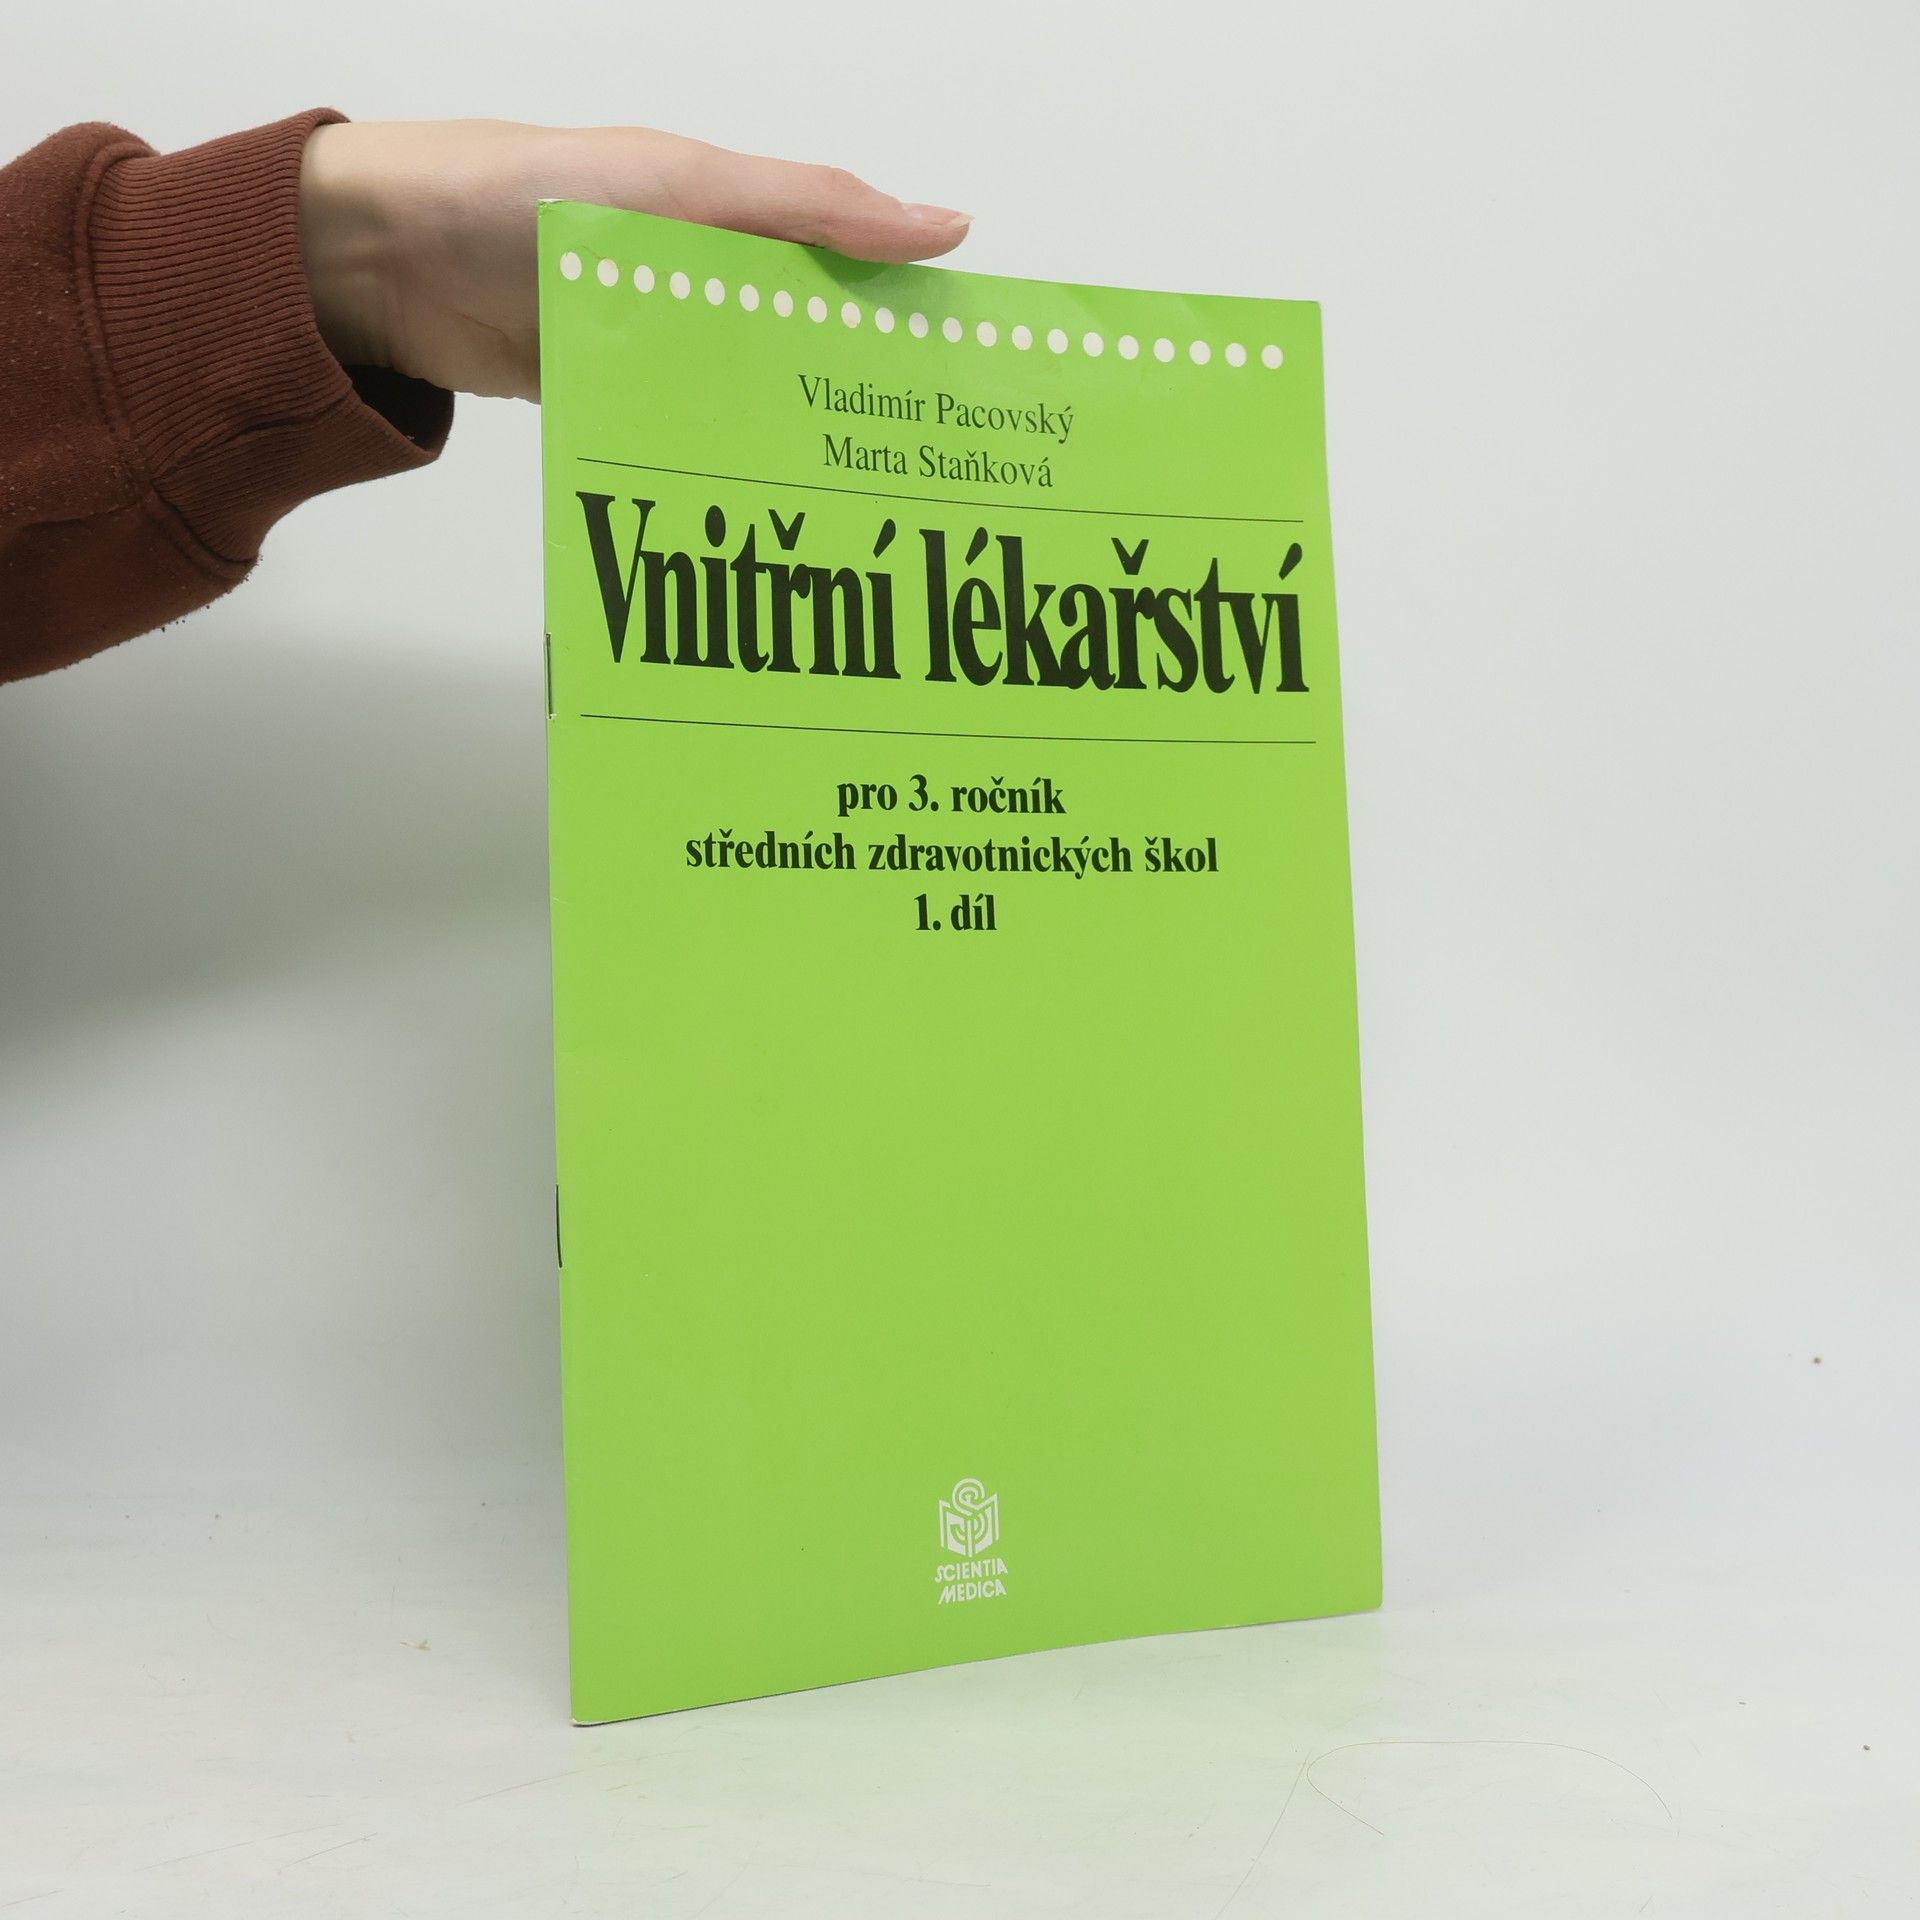 Vladimír Pacovský
Marta Staňková
Vnitřní lékařství
pro 3. ročník
středních zdravotnických škol
1. díl
SCIENTIA
MEDICA